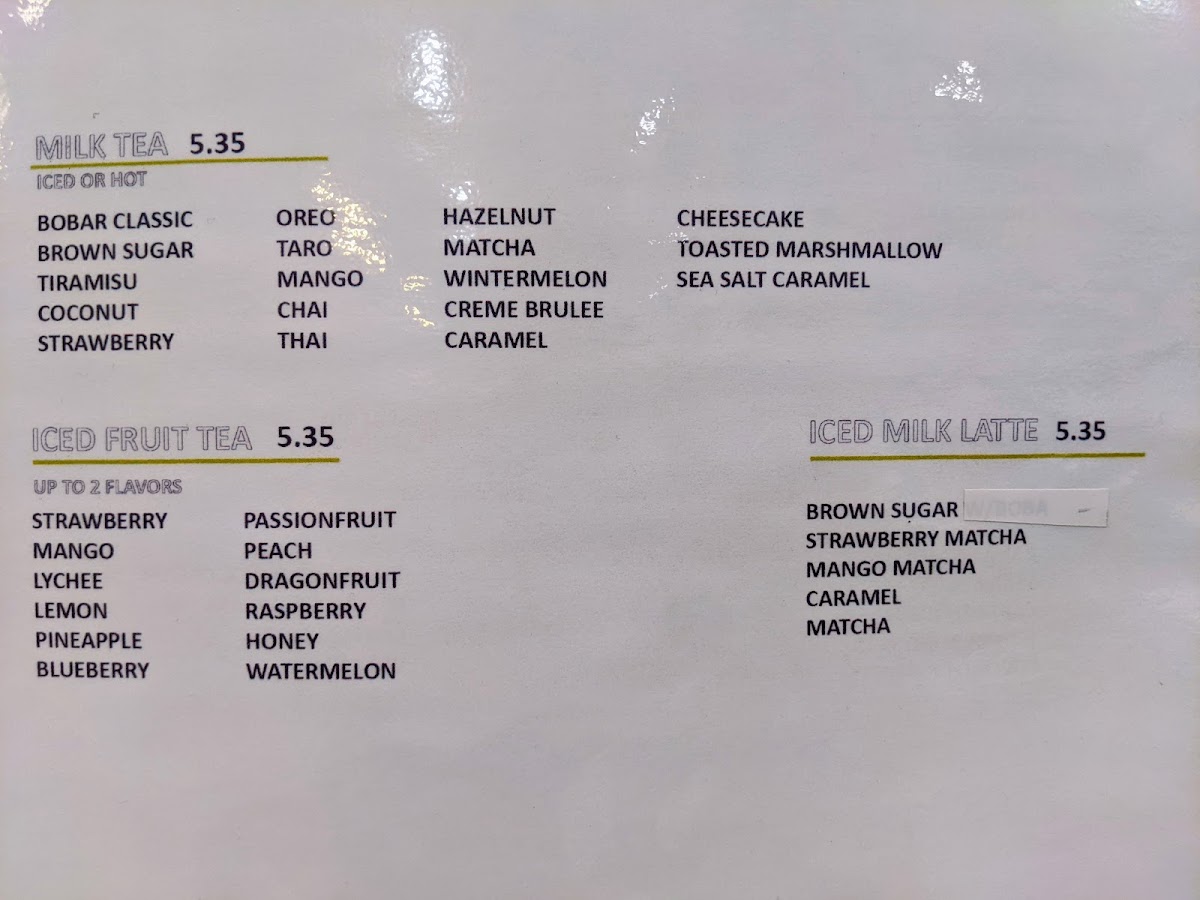 MILK TEA 5.35
ICED OR HOT
BOBAR CLASSIC OREO HAZELNUT CHEESECAKE
BROWN SUGAR TARO MATCHA TOASTED MARSHMALLOW
TIRAMISU MANGO WINTERMELON SEA SALT CARAMEL
COCONUT CHAI CREME BRULEE
STRAWBERRY THAI CARAMEL
ICED FRUIT TEA 5.35
UP TO 2 FLAVORS
STRAWBERRY PASSIONFRUIT
MANGO PEACH
LYCHEE DRAGONFRUIT
LEMON RASPBERRY
PINEAPPLE HONEY
BLUEBERRY WATERMELON
ICED MILK LATTE 5.35
BROWN SUGAR W/BOBA
STRAWBERRY MATCHA
MANGO MATCHA
CARAMEL
MATCHA